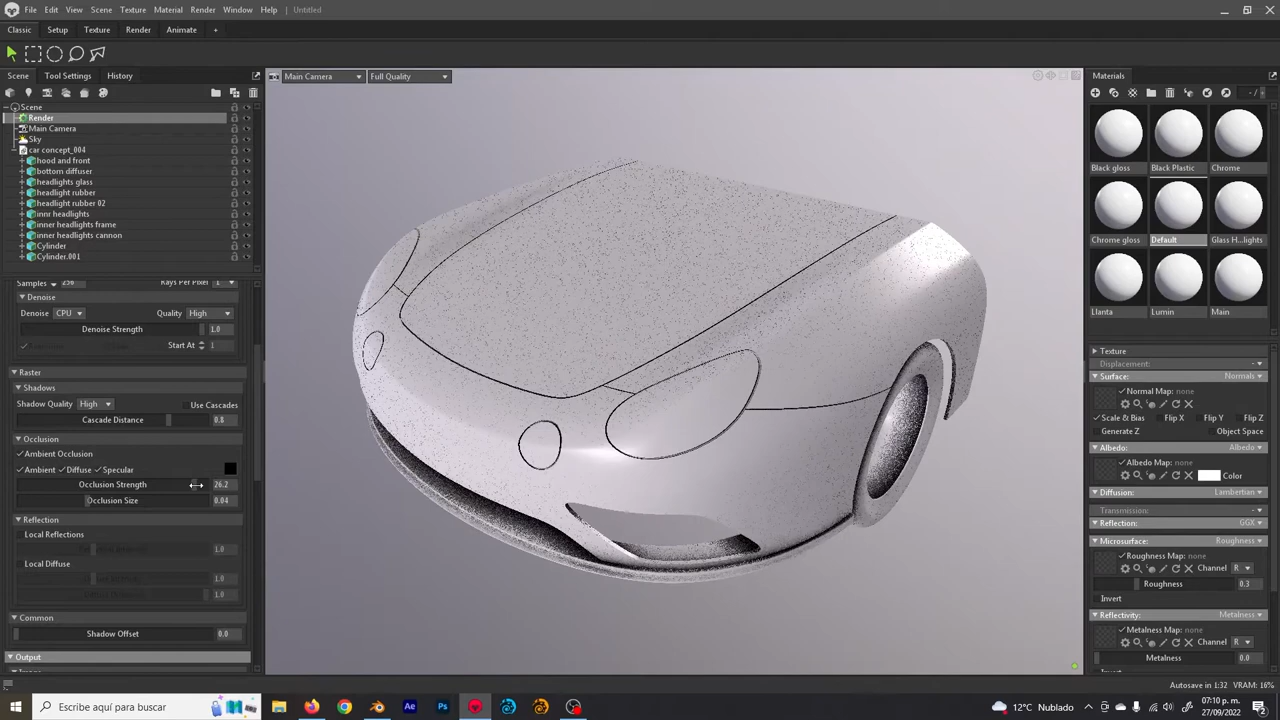 File Edit View Scene Texture Material Render Window Help Untitled
Classic Setup Texture Render Animate +
Scene Tool Settings History
Main Camera Full Quality
Materials
Scene
Render
Main Camera
Sky
car concept_004
hood and front
bottom diffuser
headlights glass
headlight rubber
headlight rubber 02
innr headlights
inner headlights frame
inner headlights cannon
Cylinder
Cylinder.001
Samples 256 Rays Per Pixel 1
Denoise
Denoise: CPU Quality High
Denoise Strength 1.0
Start At 1
Raster
Shadows
Shadow Quality High Use Cascades
Cascade Distance 0.8
Occlusion
Ambient Occlusion
Ambient Diffuse Specular
Occlusion Strength 26.2
Occlusion Size 0.04
Reflection
Local Reflections
1.0
Local Diffuse
1.0
1.0
Common
Shadow Offset 0.0
Output
- /
Black gloss Black Plastic Chrome
Chrome gloss Default Glass H...lights
Llanta Lumin Main
Texture
Displacement: -
Surface: Normals
Normal Map: none
Scale & Bias Flip X Flip Y Flip Z
Generate Z Object Space
Albedo: Albedo
Albedo Map: none
Color
Diffusion: Lambertian
Transmission: -
Reflection: GGX
Microsurface: Roughness
Roughness Map: none
Channel R
Roughness 0.3
Invert
Reflectivity: Metalness
Metalness Map: none
Channel R
Metalness 0.0
Autosave in 1:32 VRAM: 16%
Escribe aquí para buscar
12°C Nublado
07:10 p. m.
27/09/2022